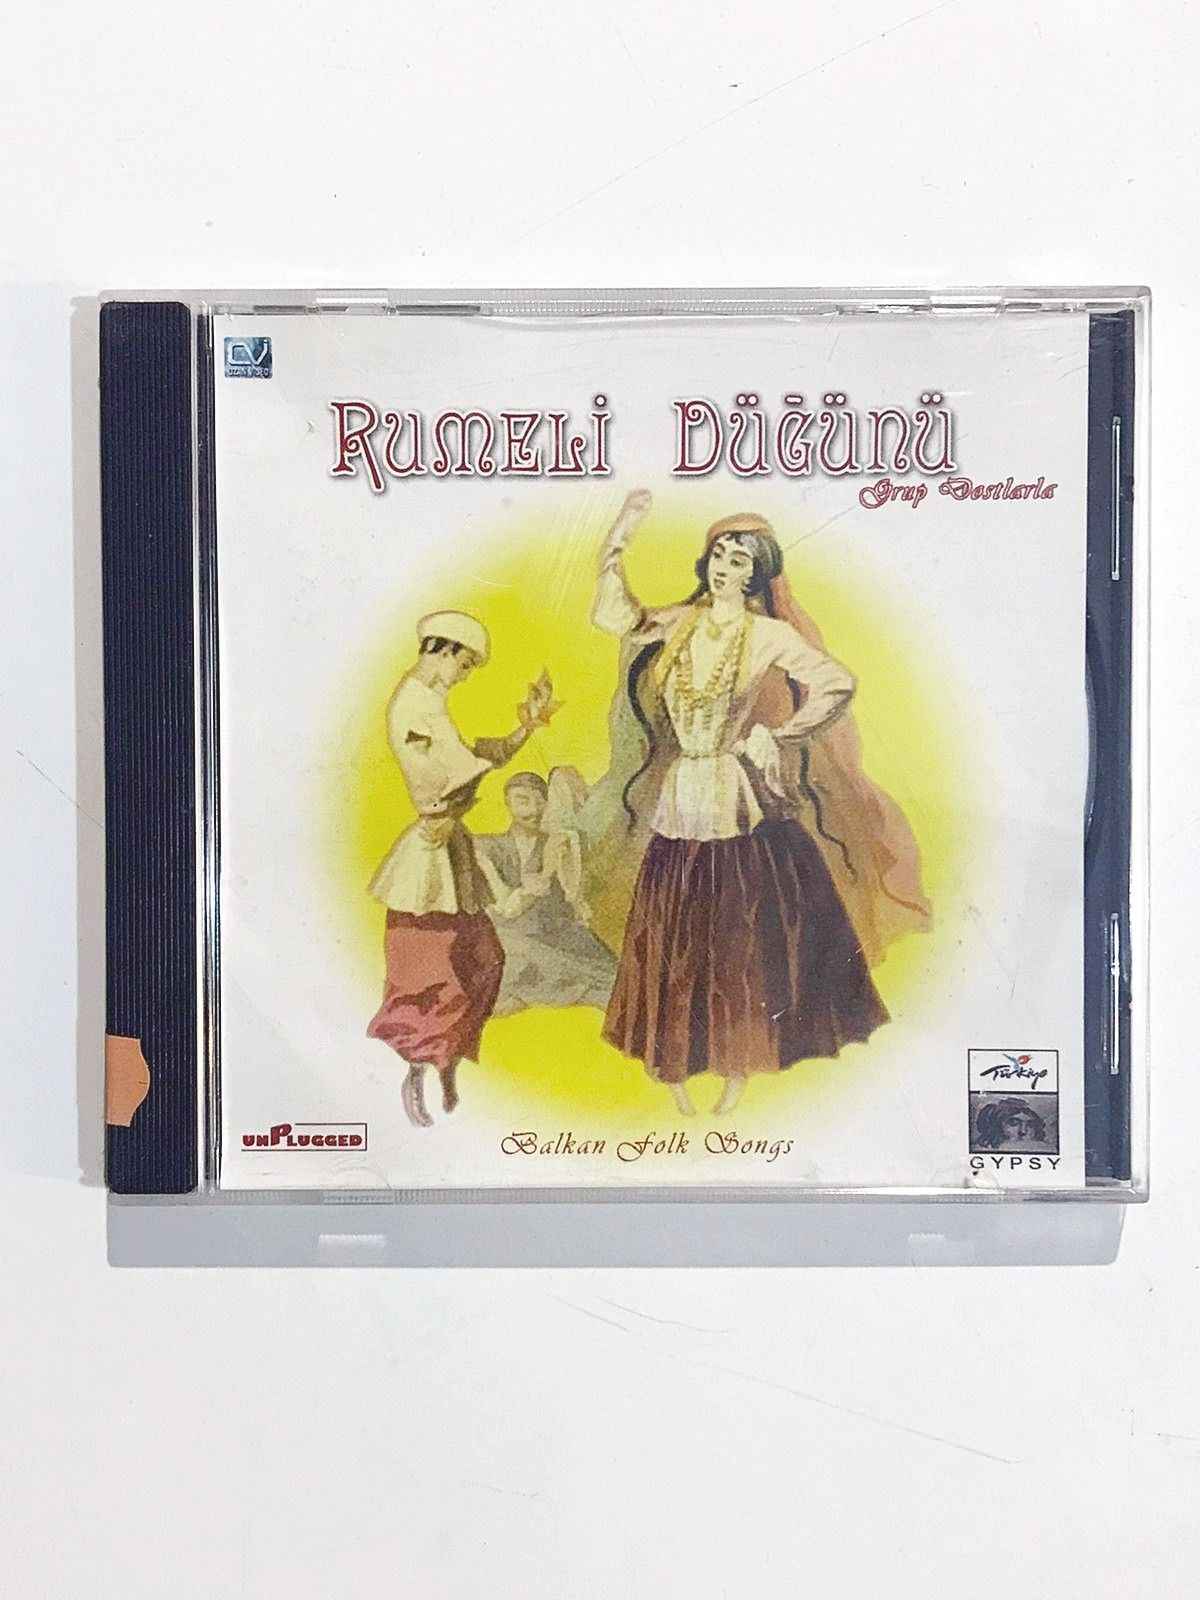 RUMELİ DÜĞÜNÜ
Grup Dostlarla
unPlugged
Balkan Folk Songs
Türkiye
GYPSY